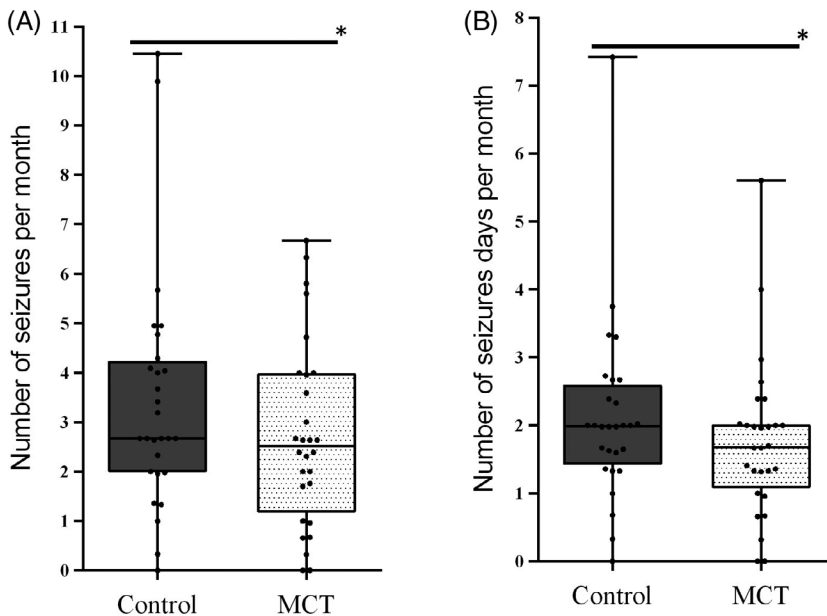 (A)
*
Number of seizures per month
11
10
9
8
7
6
5
4
3
2
1
0
Control
MCT
(B)
*
Number of seizures days per month
8
7
6
5
4
3
2
1
0
Control
MCT